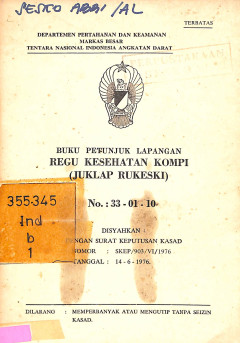 SESKO ABRI/AL
TERBATAS
DEPARTEMEN PERTAHANAN DAN KEAMANAN
MARKAS BESAR
TENTARA NASIONAL INDONESIA ANGKATAN DARAT
BUKU PETUNJUK LAPANGAN
REGU KESEHATAN KOMPI
(JUKLAP RUKESKI)
No. : 33 - 01 - 10
355.345
Ind
b
1
DISYAHKAN :
DENGAN SURAT KEPUTUSAN KASAD
NOMOR : SKEP/903/VI/1976
TANGGAL : 14 - 6 - 1976.
DILARANG : MEMPERBANYAK ATAU MENGUTIP TANPA SEIZIN
KASAD.